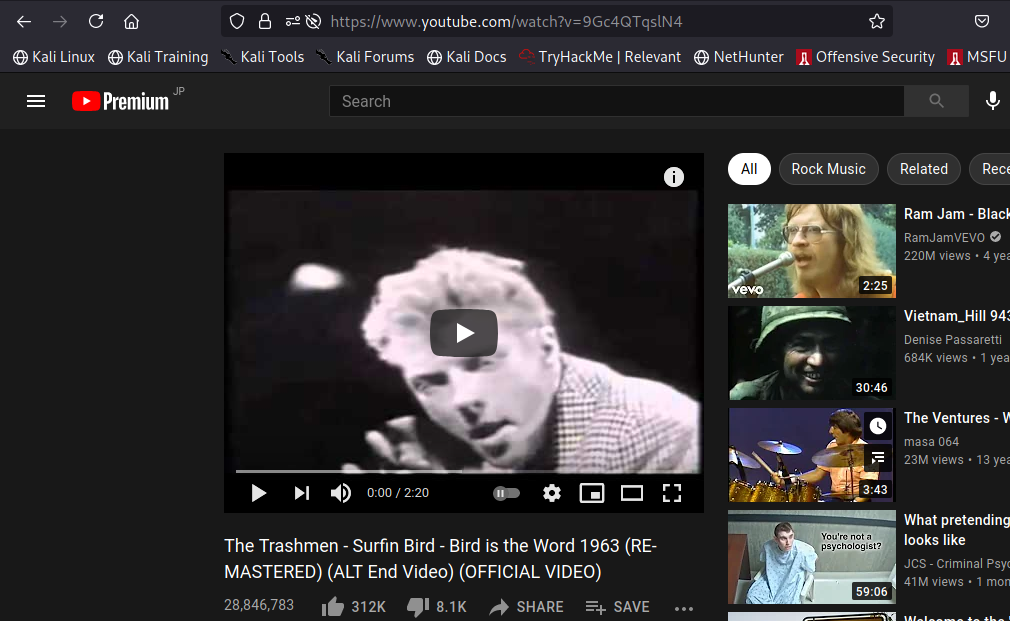 https://www.youtube.com/watch?v=9Gc4QTqslN4
Kali Linux Kali Training Kali Tools Kali Forums Kali Docs TryHackMe | Relevant NetHunter Offensive Security MSFU
Premium JP
Search
All Rock Music Related Rece
Ram Jam - Black
RamJamVEVO
220M views • 4 yea
vevo
2:25
Vietnam_Hill 943
Denise Passaretti
684K views • 1 yea
30:46
The Ventures - W
masa 064
23M views • 13 yea
3:43
What pretending
looks like
JCS - Criminal Psyc
41M views • 1 mon
You're not a
psychologist?
59:06
Welcome to the
0:00 / 2:20
The Trashmen - Surfin Bird - Bird is the Word 1963 (RE-
MASTERED) (ALT End Video) (OFFICIAL VIDEO)
28,846,783 312K 8.1K SHARE SAVE